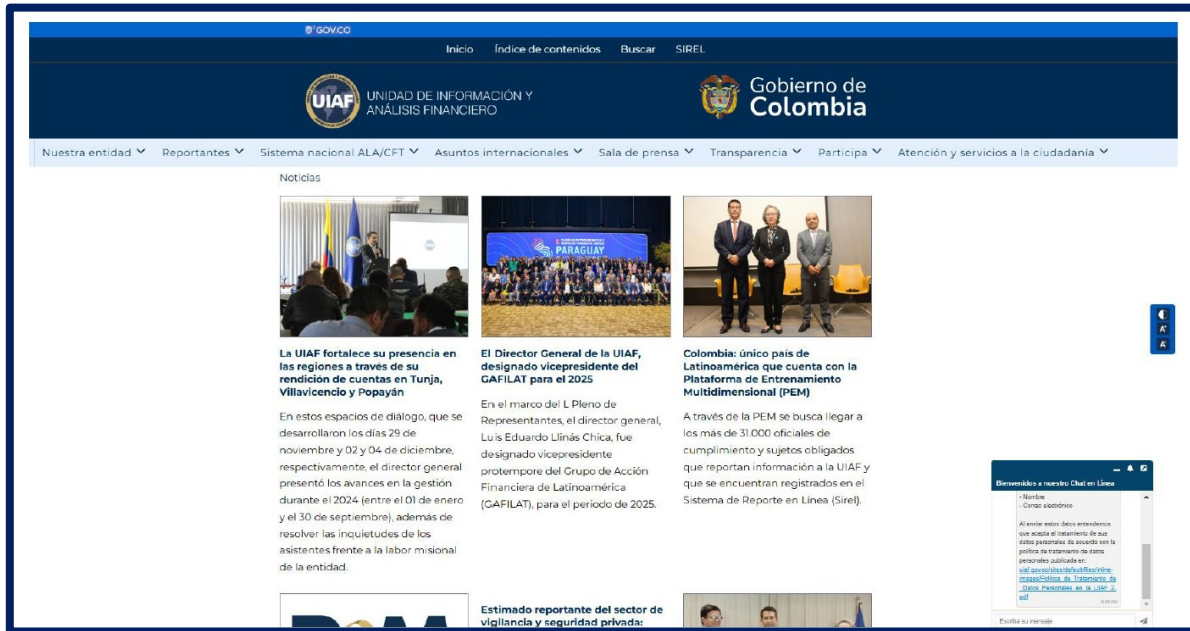 GOV.CO
Inicio Índice de contenidos Buscar SIREL
UIAF
UNIDAD DE INFORMACIÓN Y
ANÁLISIS FINANCIERO
Gobierno de
Colombia
Nuestra entidad Reportantes Sistema nacional ALA/CFT Asuntos internacionales Sala de prensa Transparencia Participa Atención y servicios a la ciudadanía
Noticias
PARAGUAY
La UIAF fortalece su presencia en
las regiones a través de su
rendición de cuentas en Tunja,
Villavicencio y Popayán
En estos espacios de diálogo, que se
desarrollaron los días 29 de
noviembre y 02 y 04 de diciembre,
respectivamente, el director general
presentó los avances en la gestión
durante el 2024 (entre el 01 de enero
y el 30 de septiembre), además de
resolver las inquietudes de los
asistentes frente a la labor misional
de la entidad.
El Director General de la UIAF,
designado vicepresidente del
GAFILAT para el 2025
En el marco del L Pleno de
Representantes, el director general,
Luis Eduardo Llinás Chica, fue
designado vicepresidente
protempore del Grupo de Acción
Financiera de Latinoamérica
(GAFILAT), para el periodo de 2025.
Colombia: único país de
Latinoamérica que cuenta con la
Plataforma de Entrenamiento
Multidimensional (PEM)
A través de la PEM se busca llegar a
los más de 31.000 oficiales de
cumplimiento y sujetos obligados
que reportan información a la UIAF y
que se encuentran registrados en el
Sistema de Reporte en Línea (Sirel).
Estimado reportante del sector de
vigilancia y seguridad privada:
Bienvenidos a nuestro Chat en Línea
- Nombre
- Correo electrónico
Al enviar estos datos entendemos
que acepta el tratamiento de sus
datos personales de acuerdo con la
política de tratamiento de datos
personales publicada en:
uiaf.gov.co/sites/default/files/inline-
images/Política_de_Tratamiento_de
_Datos_Personales_en_la_UIAF_2.
pdf
Escriba su mensaje